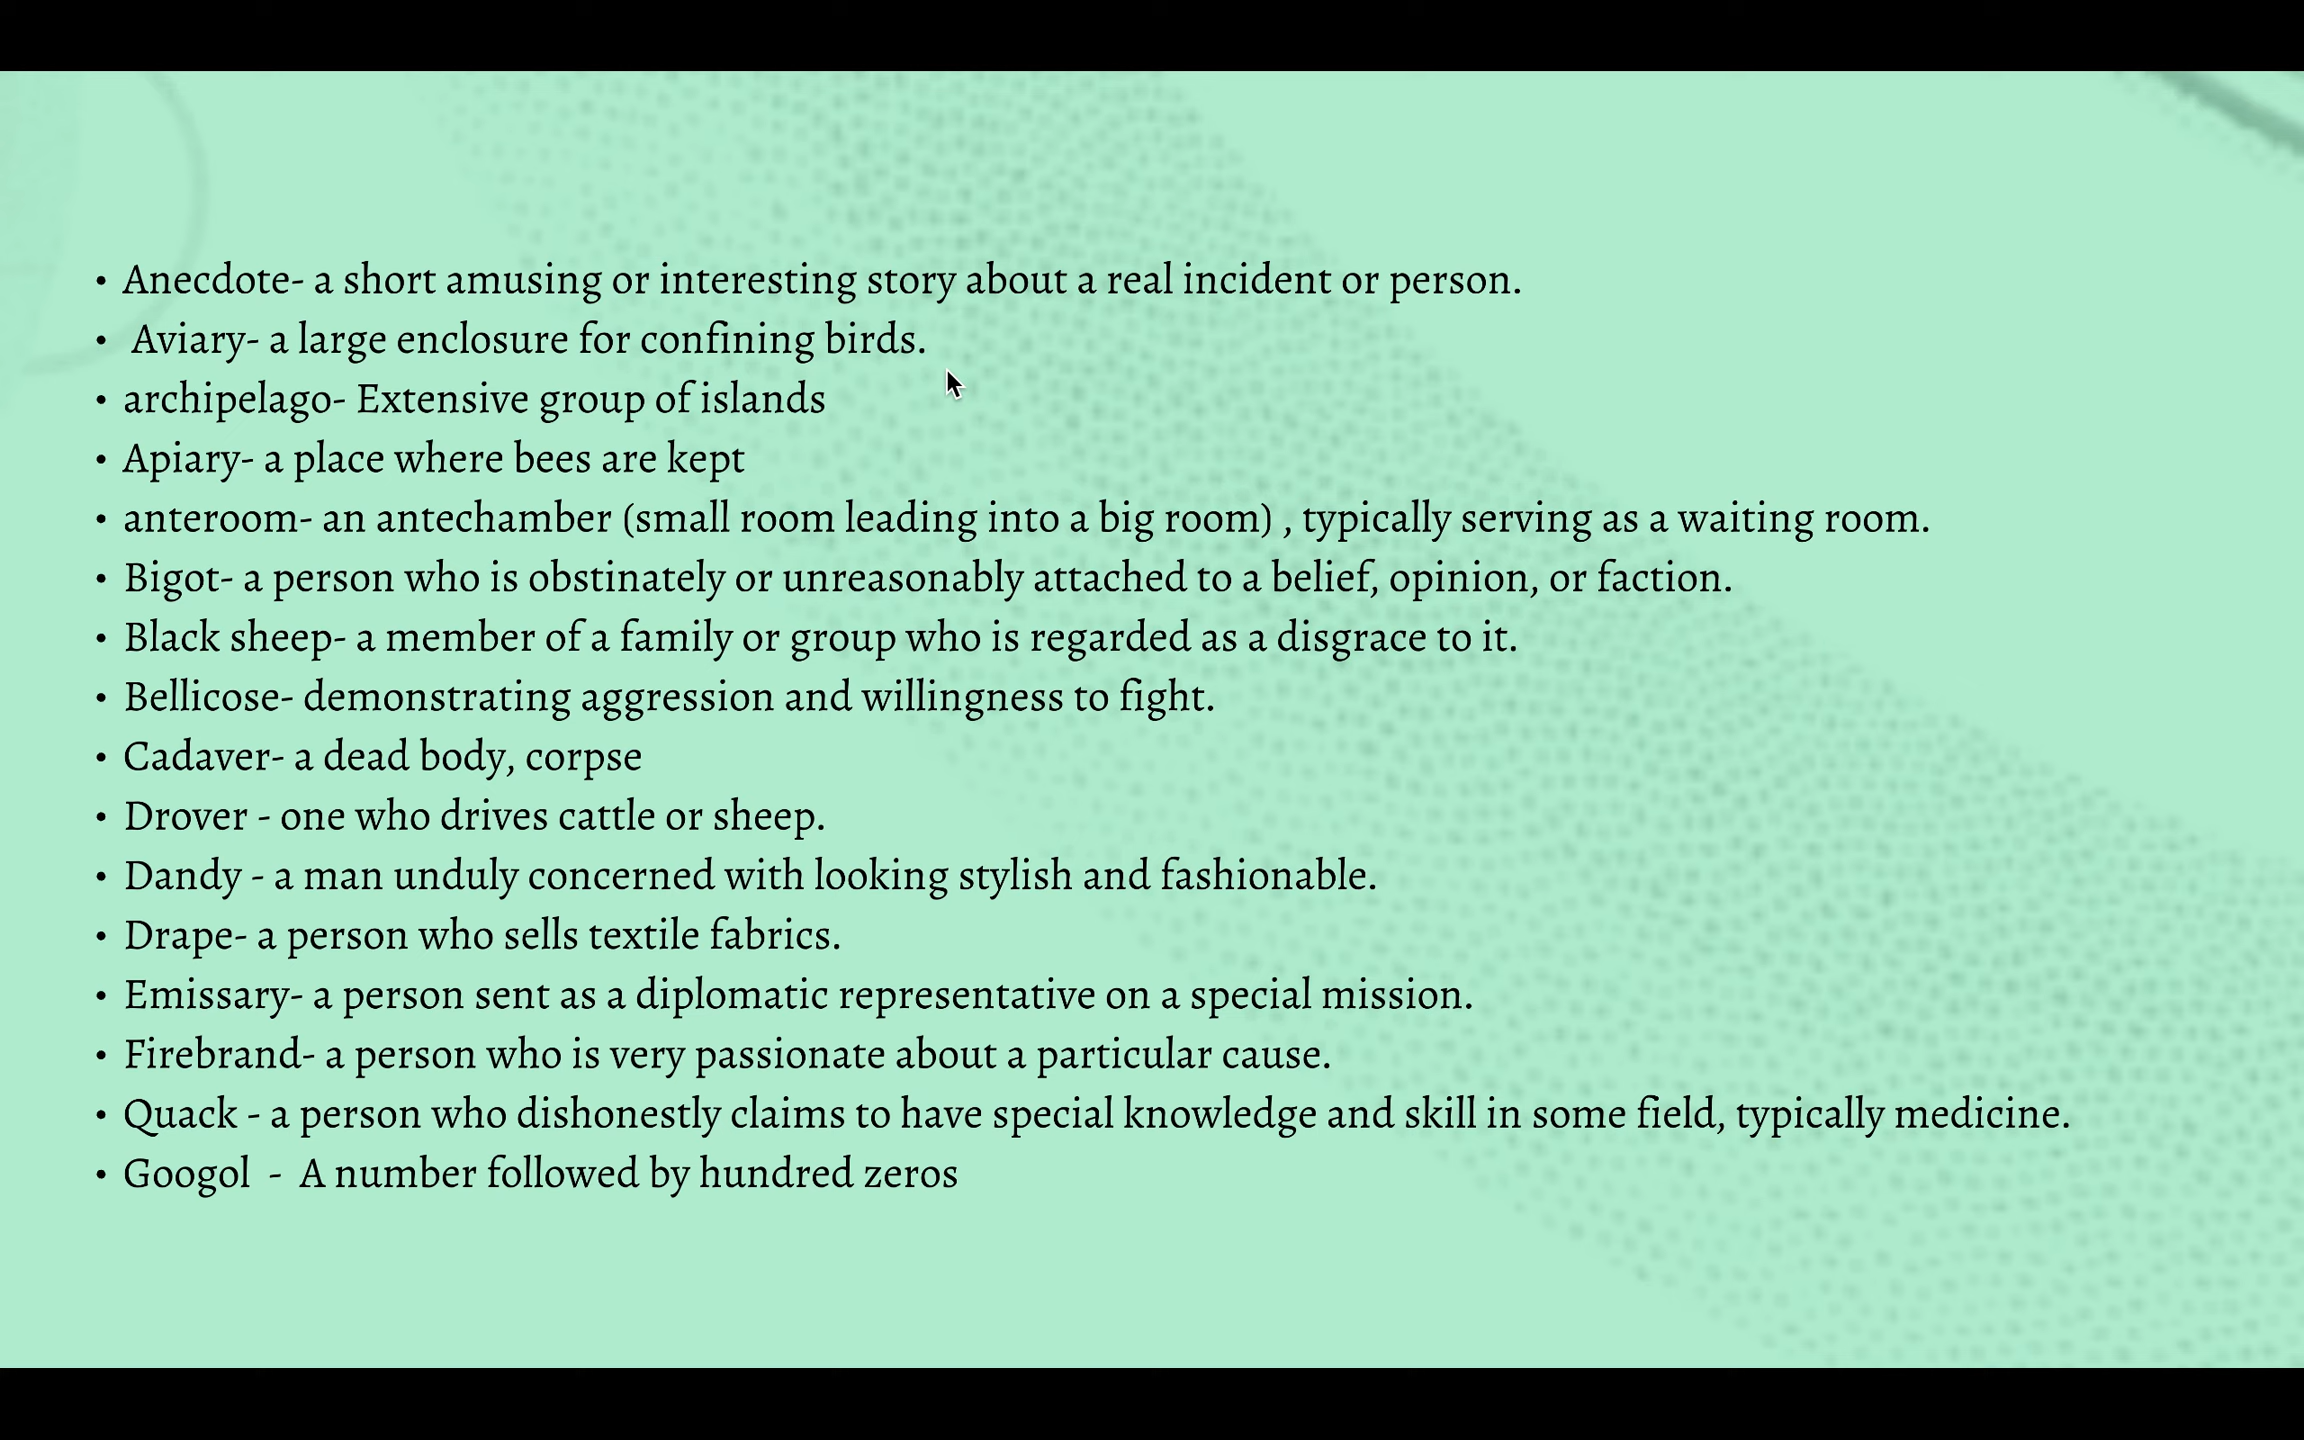 • Anecdote- a short amusing or interesting story about a real incident or person.
• Aviary- a large enclosure for confining birds.
• archipelago- Extensive group of islands
• Apiary- a place where bees are kept
• anteroom- an antechamber (small room leading into a big room) , typically serving as a waiting room.
• Bigot- a person who is obstinately or unreasonably attached to a belief, opinion, or faction.
• Black sheep- a member of a family or group who is regarded as a disgrace to it.
• Bellicose- demonstrating aggression and willingness to fight.
• Cadaver- a dead body, corpse
• Drover - one who drives cattle or sheep.
• Dandy - a man unduly concerned with looking stylish and fashionable.
• Drape- a person who sells textile fabrics.
• Emissary- a person sent as a diplomatic representative on a special mission.
• Firebrand- a person who is very passionate about a particular cause.
• Quack - a person who dishonestly claims to have special knowledge and skill in some field, typically medicine.
• Googol - A number followed by hundred zeros